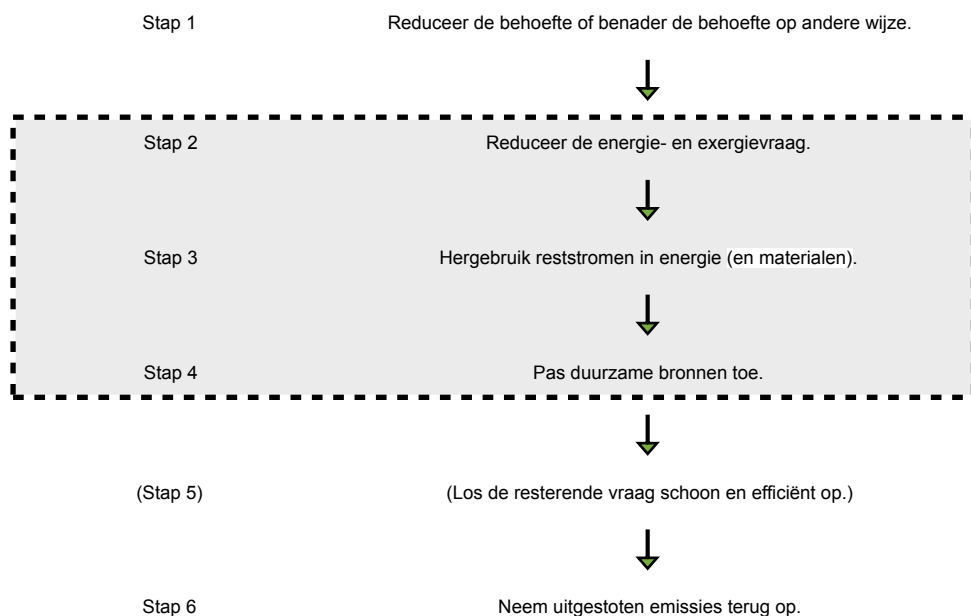 Stap 1 Reduceer de behoefte of benader de behoefte op andere wijze.
Stap 2 Reduceer de energie- en exergievraag.
Stap 3 Hergebruik reststromen in energie (en materialen).
Stap 4 Pas duurzame bronnen toe.
(Stap 5) (Los de resterende vraag schoon en efficiënt op.)
Stap 6 Neem uitgestoten emissies terug op.